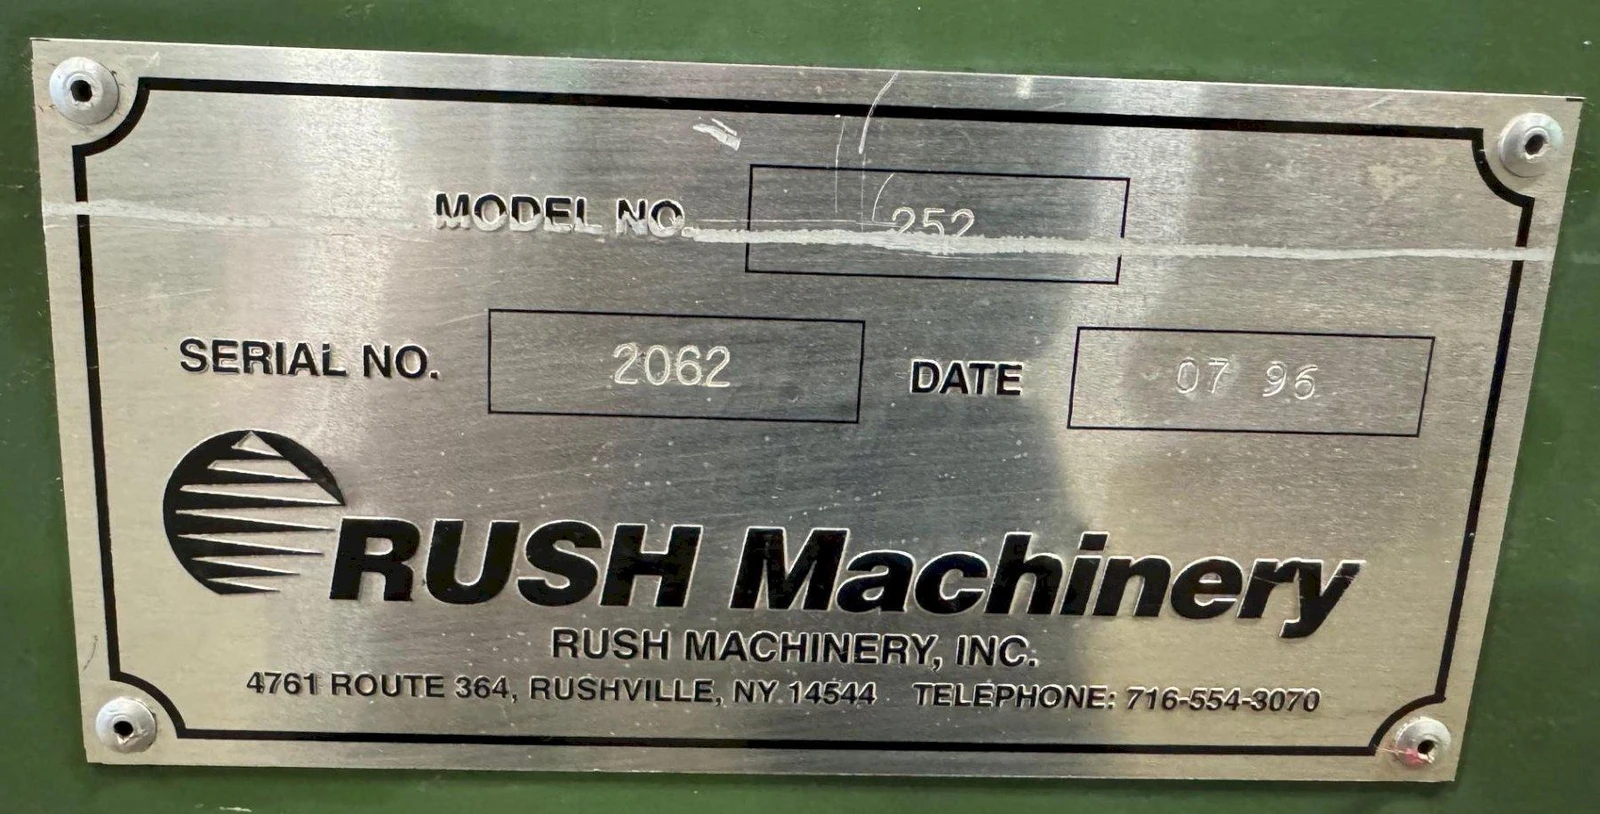 MODEL NO. 252
SERIAL NO. 2062 DATE 07 96
RUSH Machinery
RUSH MACHINERY, INC.
4761 ROUTE 364, RUSHVILLE, NY 14544 TELEPHONE: 716-554-3070